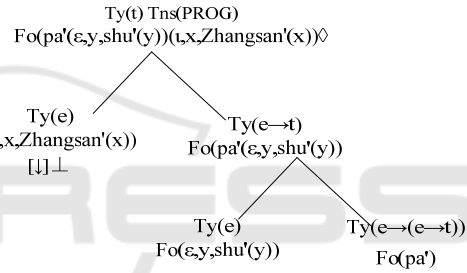 Ty(t) Tns(PROG)
Fo(pa'(ε,y,shu'(y))(ι,x,Zhangsan'(x))◊
Ty(e)
Ty(e→t)
,x,Zhangsan'(x))
Fo(pa'(ε,y,shu'(y))
[↓]⊥
Ty(e)
Ty(e→(e→t))
Fo(ε,y,shu'(y))
Fo(pa')